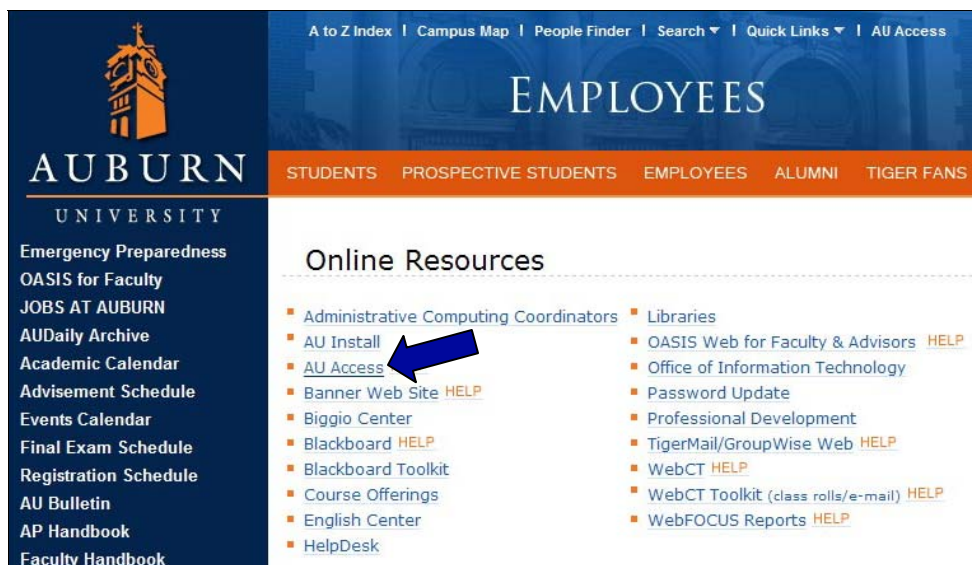 A to Z Index | Campus Map | People Finder | Search | Quick Links | AU Access
EMPLOYEES
AUBURN
UNIVERSITY
STUDENTS PROSPECTIVE STUDENTS EMPLOYEES ALUMNI TIGER FANS
Emergency Preparedness
OASIS for Faculty
JOBS AT AUBURN
AUDaily Archive
Academic Calendar
Advisement Schedule
Events Calendar
Final Exam Schedule
Registration Schedule
AU Bulletin
AP Handbook
Faculty Handbook
Online Resources
Administrative Computing Coordinators
AU Install
AU Access
Banner Web Site HELP
Biggio Center
Blackboard HELP
Blackboard Toolkit
Course Offerings
English Center
HelpDesk
Libraries
OASIS Web for Faculty & Advisors HELP
Office of Information Technology
Password Update
Professional Development
TigerMail/GroupWise Web HELP
WebCT HELP
WebCT Toolkit (class rolls/e-mail) HELP
WebFOCUS Reports HELP